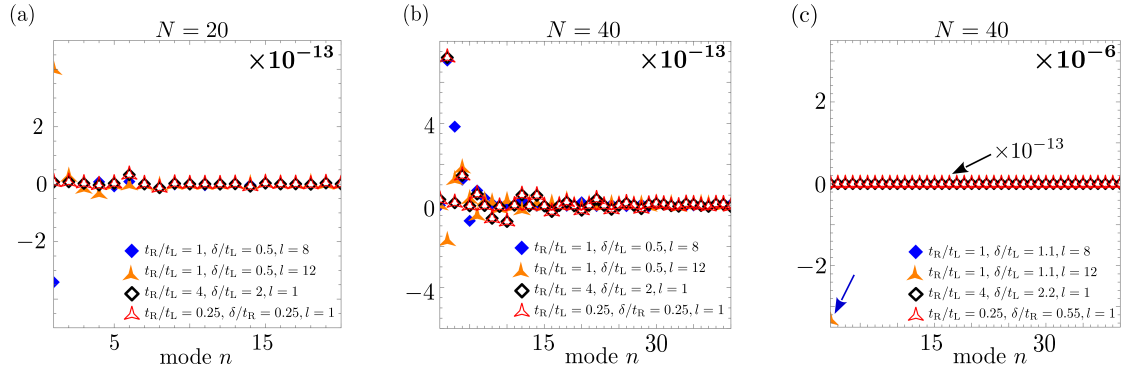 (a)
N = 20
×10⁻¹³
2
0
−2
5
15
mode n
t_R/t_L = 1, δ/t_L = 0.5, l = 8
t_R/t_L = 1, δ/t_L = 0.5, l = 12
t_R/t_L = 4, δ/t_L = 2, l = 1
t_R/t_L = 0.25, δ/t_R = 0.25, l = 1
(b)
N = 40
×10⁻¹³
4
0
−4
15
30
mode n
t_R/t_L = 1, δ/t_L = 0.5, l = 8
t_R/t_L = 1, δ/t_L = 0.5, l = 12
t_R/t_L = 4, δ/t_L = 2, l = 1
t_R/t_L = 0.25, δ/t_R = 0.25, l = 1
(c)
N = 40
×10⁻⁶
2
×10⁻¹³
0
−2
15
30
mode n
t_R/t_L = 1, δ/t_L = 1.1, l = 8
t_R/t_L = 1, δ/t_L = 1.1, l = 12
t_R/t_L = 4, δ/t_L = 2.2, l = 1
t_R/t_L = 0.25, δ/t_R = 0.55, l = 1